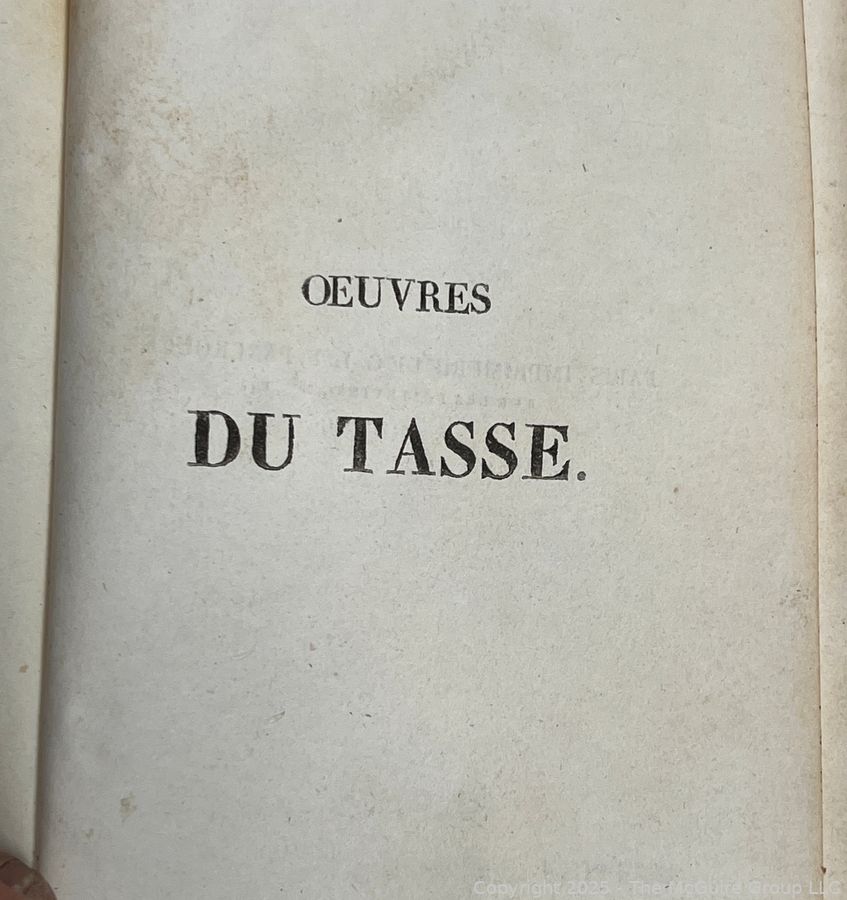 OEUVRES
DU TASSE.
Copyright 2025 - The McGuire Group LLC